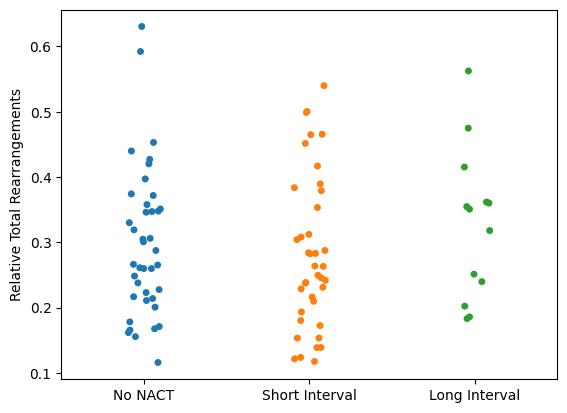 Relative Total Rearrangements
0.6
0.5
0.4
0.3
0.2
0.1
No NACT
Short Interval
Long Interval